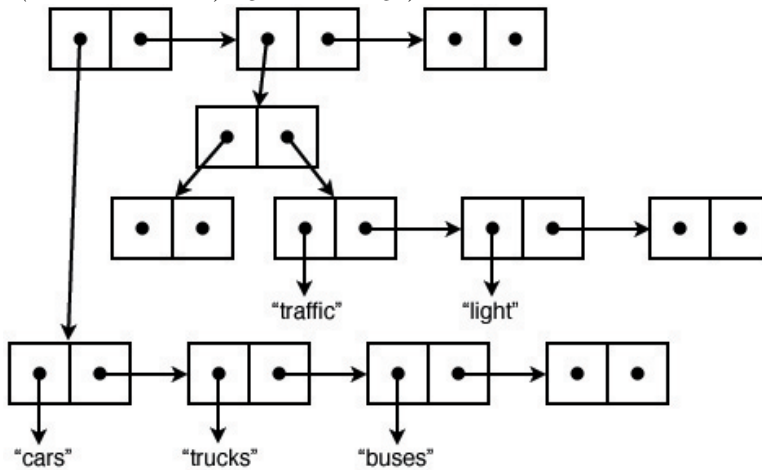 “traffic” “light”
“cars” “trucks” “buses”